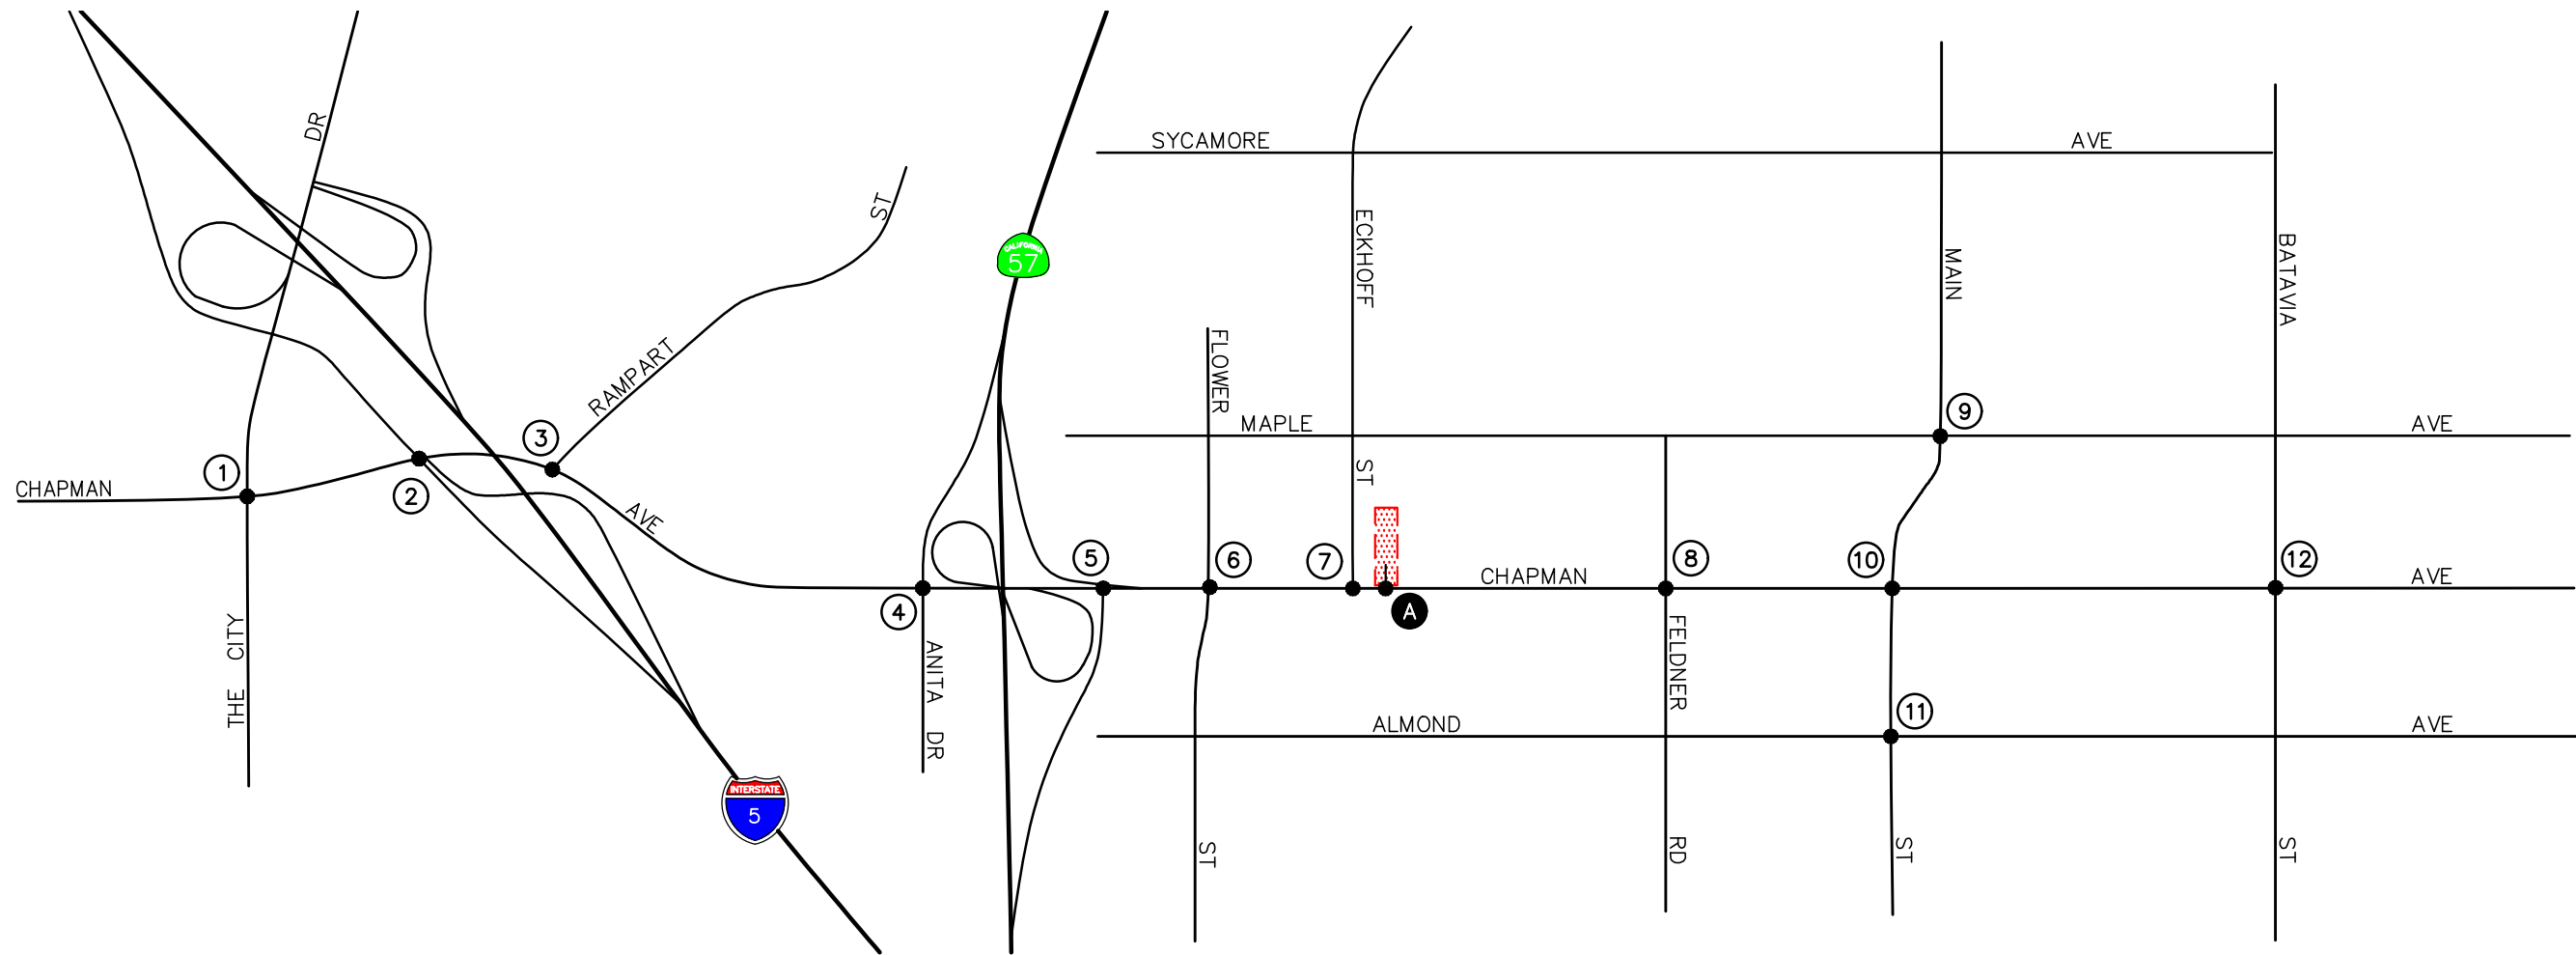 DR
ST
SYCAMORE AVE
CALIFORNIA
57
ECKHOFF
ST
MAIN
BATAVIA
FLOWER
RAMPART
MAPLE AVE
9
3
1
2
CHAPMAN
AVE
5
6
7
8
10
12
4
A
CHAPMAN AVE
THE CITY
ANITA DR
FELDNER
11
ALMOND AVE
INTERSTATE
5
ST
RD
ST
ST